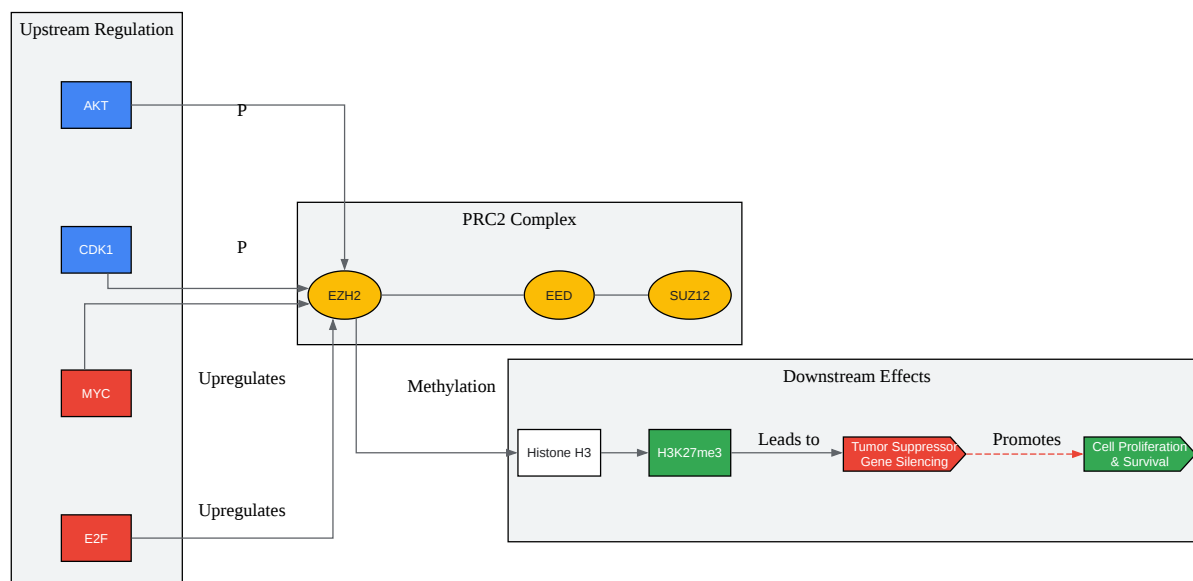 Upstream Regulation
AKT
P
CDK1
P
PRC2 Complex
EZH2
EED
SUZ12
MYC
Upregulates
Methylation
Downstream Effects
Histone H3
H3K27me3
Leads to
Tumor Suppressor
Gene Silencing
Promotes
Cell Proliferation
& Survival
E2F
Upregulates